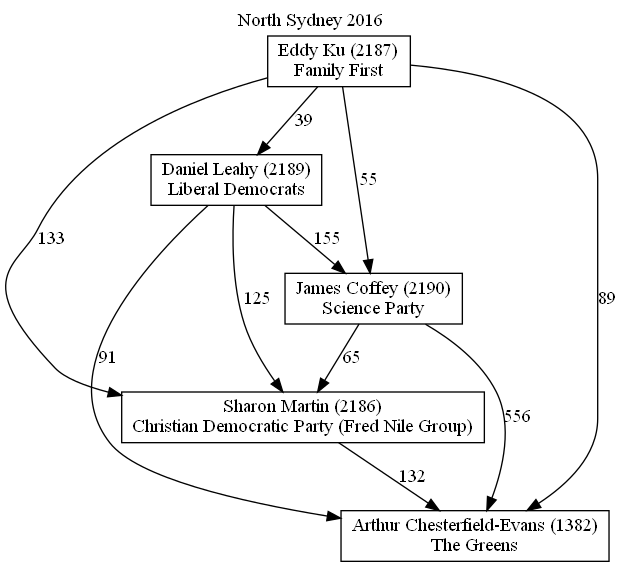 North Sydney 2016
Eddy Ku (2187)
Family First
39
Daniel Leahy (2189)
Liberal Democrats
55
133
155
James Coffey (2190)
Science Party
125
89
91
65
Sharon Martin (2186)
Christian Democratic Party (Fred Nile Group)
556
132
Arthur Chesterfield-Evans (1382)
The Greens